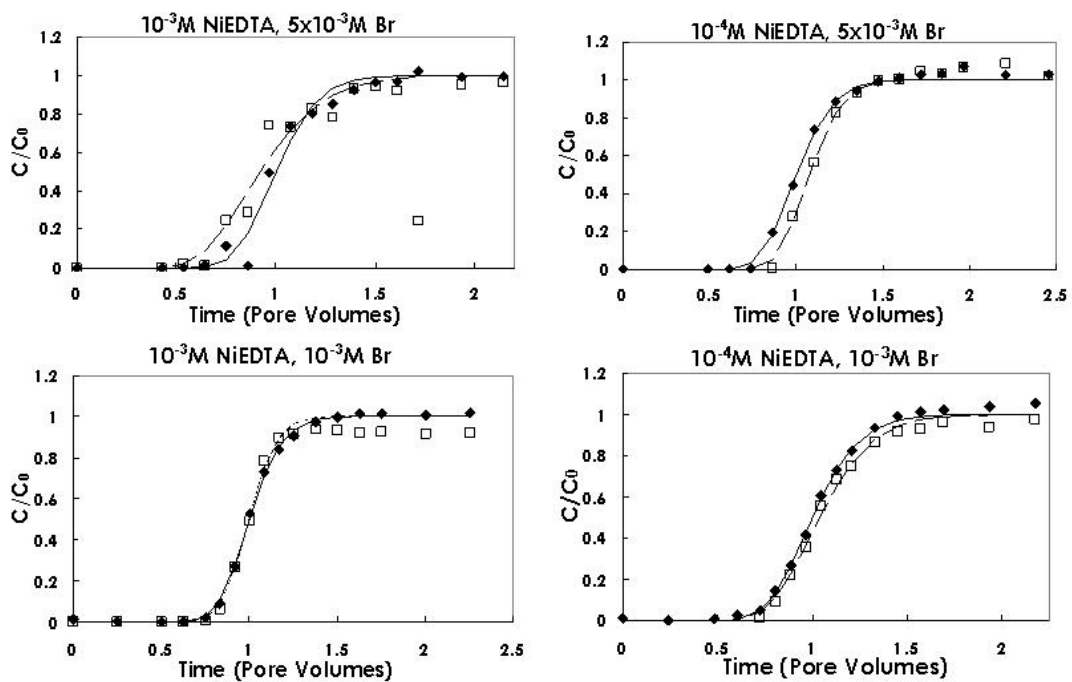 10⁻³M NiEDTA, 5x10⁻³M Br
1.2
1
0.8
0.6
0.4
0.2
0
C/C₀
0 0.5 1 1.5 2
Time (Pore Volumes)
10⁻⁴M NiEDTA, 5x10⁻³M Br
1.2
1
0.8
0.6
0.4
0.2
0
C/C₀
0 0.5 1 1.5 2 2.5
Time (Pore Volumes)
10⁻³M NiEDTA, 10⁻³M Br
1.2
1
0.8
0.6
0.4
0.2
0
C/C₀
0 0.5 1 1.5 2 2.5
Time (Pore Volumes)
10⁻⁴M NiEDTA, 10⁻³M Br
1.2
1
0.8
0.6
0.4
0.2
0
C/C₀
0 0.5 1 1.5 2
Time (Pore Volumes)